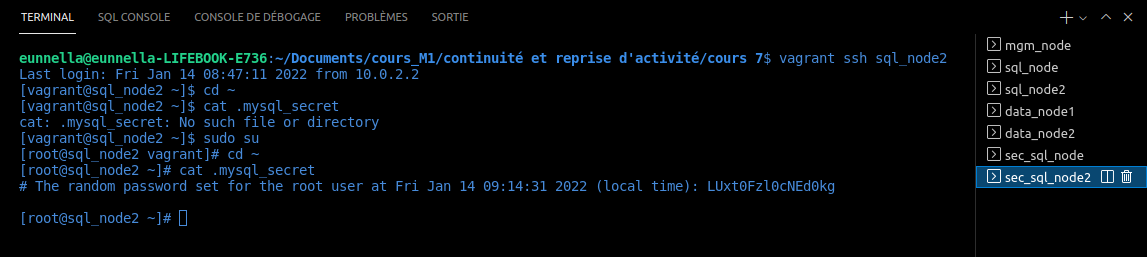 TERMINAL SQL CONSOLE CONSOLE DE DÉBOGAGE PROBLÈMES SORTIE
eunnella@eunnella-LIFEBOOK-E736:~/Documents/cours_M1/continuité et reprise d'activité/cours 7$ vagrant ssh sql_node2
Last login: Fri Jan 14 08:47:11 2022 from 10.0.2.2
[vagrant@sql_node2 ~]$ cd ~
[vagrant@sql_node2 ~]$ cat .mysql_secret
cat: .mysql_secret: No such file or directory
[vagrant@sql_node2 ~]$ sudo su
[root@sql_node2 vagrant]# cd ~
[root@sql_node2 ~]# cat .mysql_secret
# The random password set for the root user at Fri Jan 14 09:14:31 2022 (local time): LUxt0Fzl0cNEd0kg
[root@sql_node2 ~]#
mgm_node
sql_node
sql_node2
data_node1
data_node2
sec_sql_node
sec_sql_node2